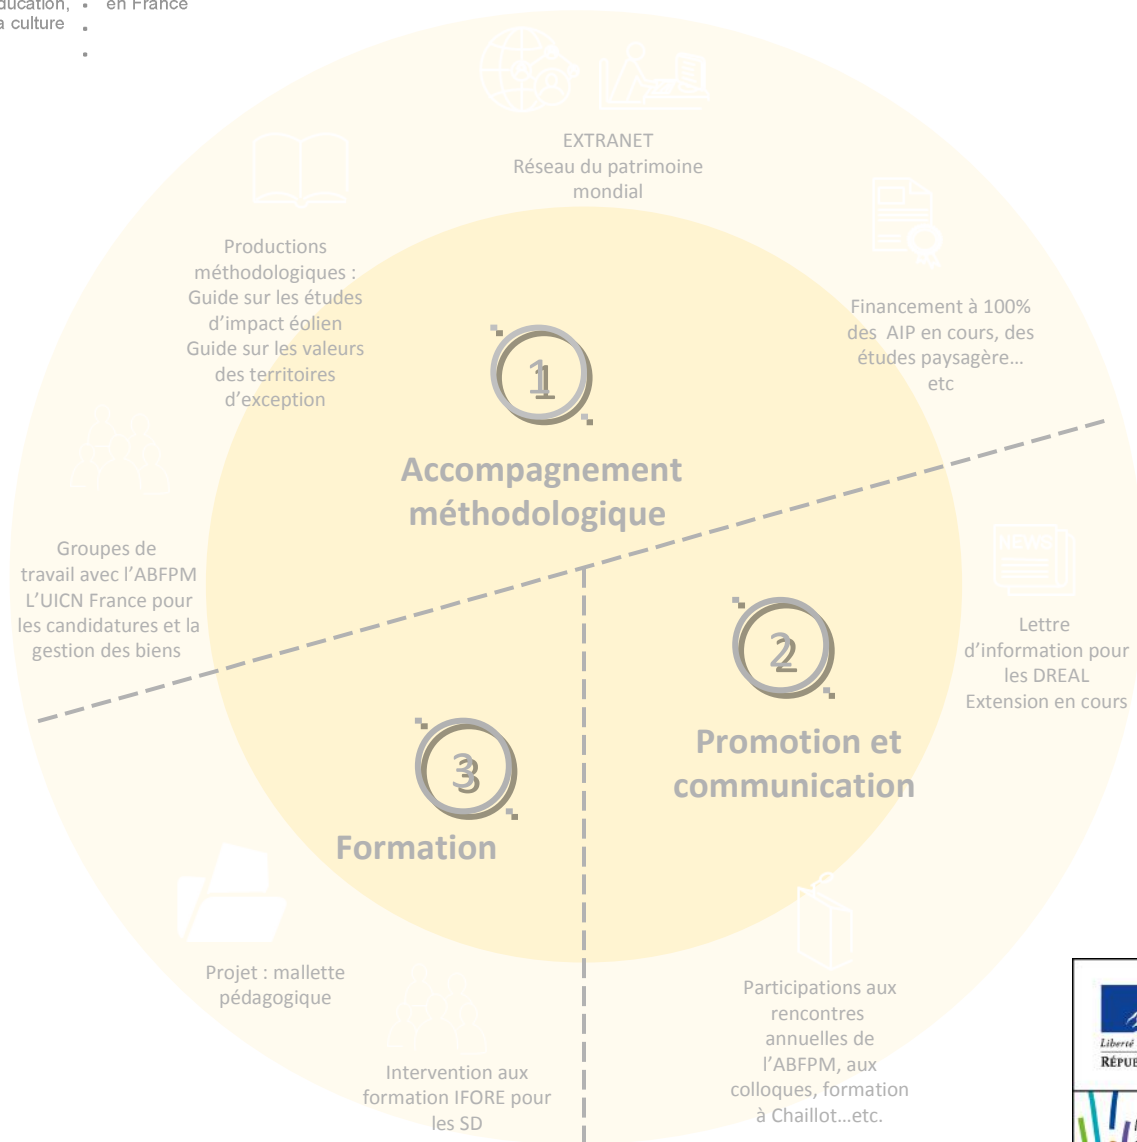 en France
a culture
EXTRANET
Réseau du patrimoine
mondial
Productions
méthodologiques :
Guide sur les études
d'impact éolien
Guide sur les valeurs
des territoires
d'exception
Financement à 100%
des AIP en cours, des
études paysagère…
etc
1
Accompagnement
méthodologique
Groupes de
travail avec l'ABFPM
L'UICN France pour
les candidatures et la
gestion des biens
NEWS
Lettre
d'information pour
les DREAL
Extension en cours
2
Promotion et
communication
3
Formation
Projet : mallette
pédagogique
Intervention aux
formation IFORE pour
les SD
Participations aux
rencontres
annuelles de
l'ABFPM, aux
colloques, formation
à Chaillot…etc.
Liberté